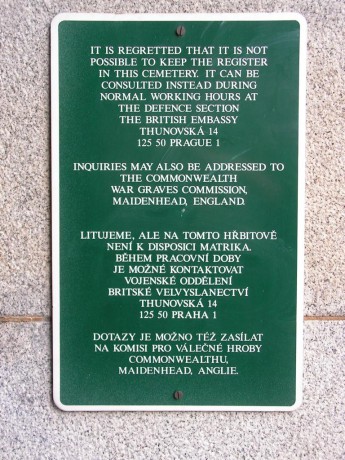 IT IS REGRETTED THAT IT IS NOT
POSSIBLE TO KEEP THE REGISTER
IN THIS CEMETERY. IT CAN BE
CONSULTED INSTEAD DURING
NORMAL WORKING HOURS AT
THE DEFENCE SECTION
THE BRITISH EMBASSY
THUNOVSKÁ 14
125 50 PRAGUE 1
INQUIRIES MAY ALSO BE ADDRESSED TO
THE COMMONWEALTH
WAR GRAVES COMMISSION,
MAIDENHEAD, ENGLAND.
LITUJEME, ALE NA TOMTO HŘBITOVĚ
NENÍ K DISPOZICI MATRIKA.
BĚHEM PRACOVNÍ DOBY
JE MOŽNÉ KONTAKTOVAT
VOJENSKÉ ODDĚLENÍ
BRITSKÉ VELVYSLANECTVÍ
THUNOVSKÁ 14
125 50 PRAHA 1
DOTAZY JE MOŽNO TÉŽ ZASÍLAT
NA KOMISI PRO VÁLEČNÉ HROBY
COMMONWEALTHU,
MAIDENHEAD, ANGLIE.